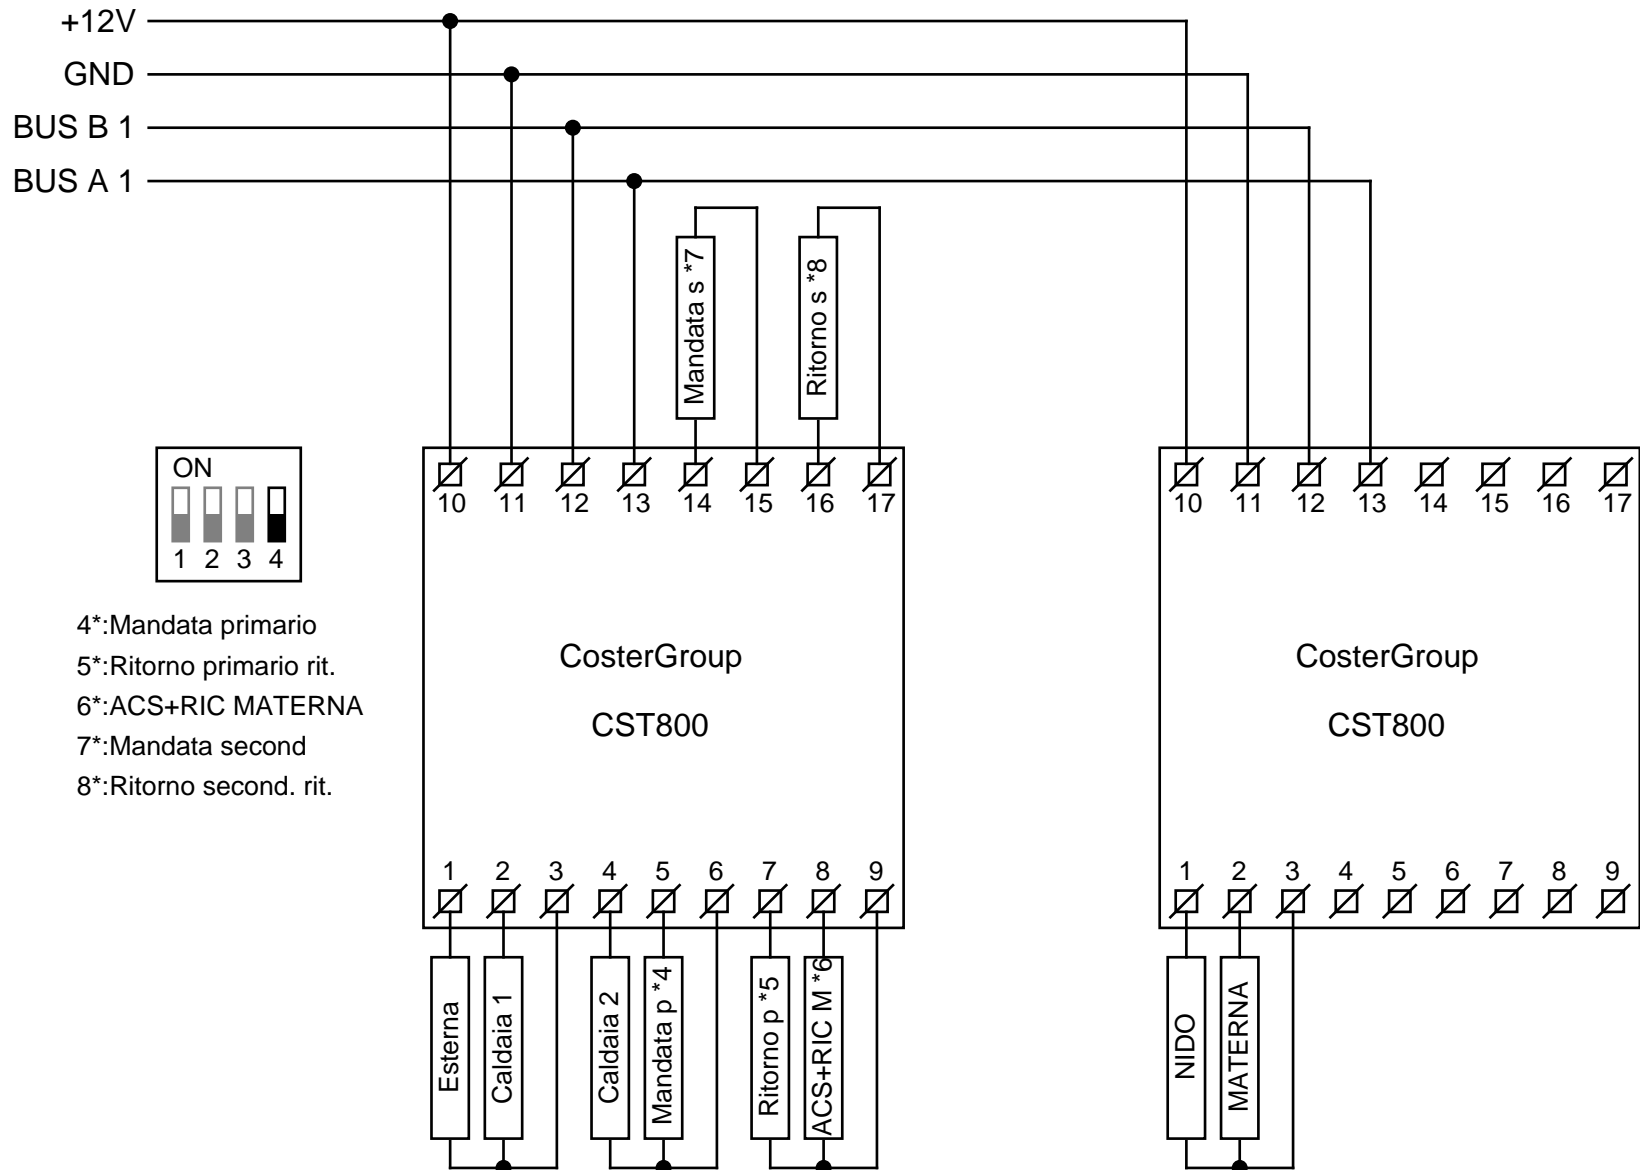 +12V
GND
BUS B 1
BUS A 1
Mandata s *7
Ritorno s *8
ON
1 2 3 4
10 11 12 13 14 15 16 17
10 11 12 13 14 15 16 17
4*:Mandata primario
5*:Ritorno primario rit.
6*:ACS+RIC MATERNA
7*:Mandata second
8*:Ritorno second. rit.
CosterGroup
CST800
CosterGroup
CST800
1 2 3 4 5 6 7 8 9
1 2 3 4 5 6 7 8 9
Esterna
Caldaia 1
Caldaia 2
Mandata p *4
Ritorno p *5
ACS+RIC M *6
NIDO
MATERNA